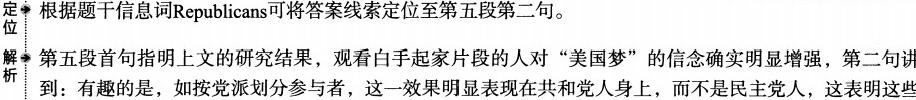 定位 根据题干信息词Republicans可将答案线索定位至第五段第二句。
解析 第五段首句指明上文的研究结果，观看白手起家片段的人对“美国梦”的信念确实明显增强，第二句讲
到：有趣的是，如按党派划分参与者，这一效果明显表现在共和党人身上，而不是民主党人，这表明这些